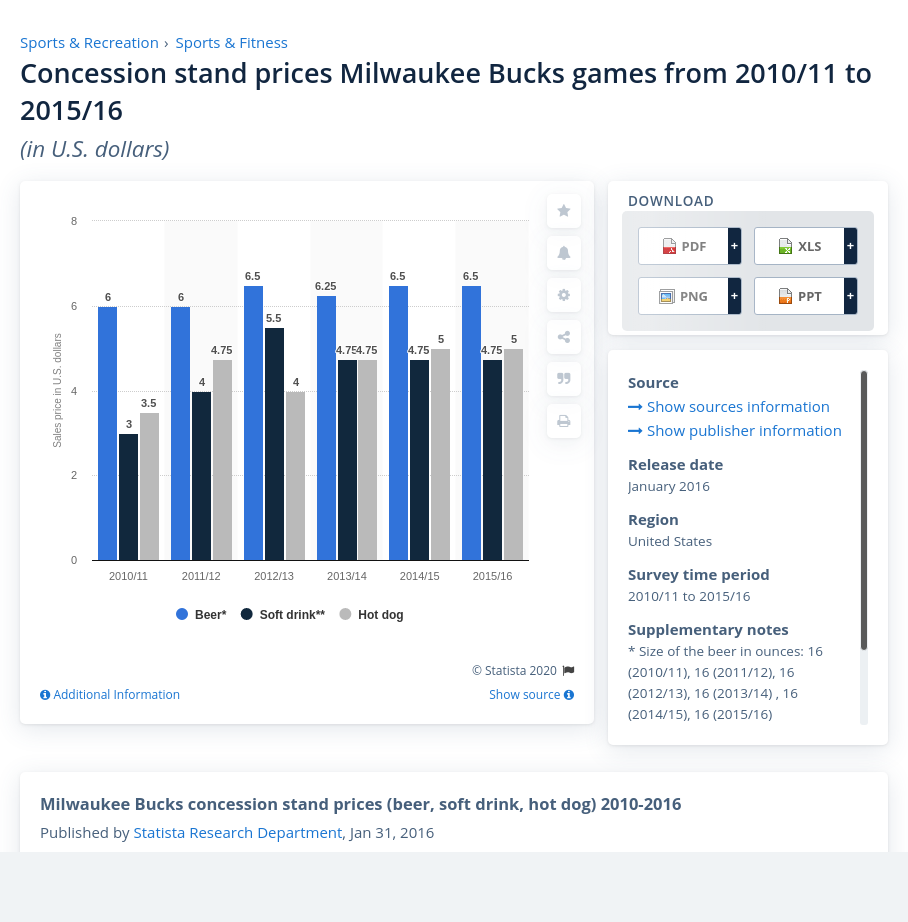 Sports & Recreation › Sports & Fitness
Concession stand prices Milwaukee Bucks games from 2010/11 to
2015/16
(in U.S. dollars)
8
6
4
2
0
Sales price in U.S. dollars
6 3 3.5
6 4 4.75
6.5 5.5 4
6.25 4.75 4.75
6.5 4.75 5
6.5 4.75 5
2010/11 2011/12 2012/13 2013/14 2014/15 2015/16
Beer* Soft drink** Hot dog
© Statista 2020
Additional Information Show source
DOWNLOAD
PDF + XLS +
PNG + PPT +
Source
Show sources information
Show publisher information
Release date
January 2016
Region
United States
Survey time period
2010/11 to 2015/16
Supplementary notes
* Size of the beer in ounces: 16
(2010/11), 16 (2011/12), 16
(2012/13), 16 (2013/14) , 16
(2014/15), 16 (2015/16)
Milwaukee Bucks concession stand prices (beer, soft drink, hot dog) 2010-2016
Published by Statista Research Department, Jan 31, 2016